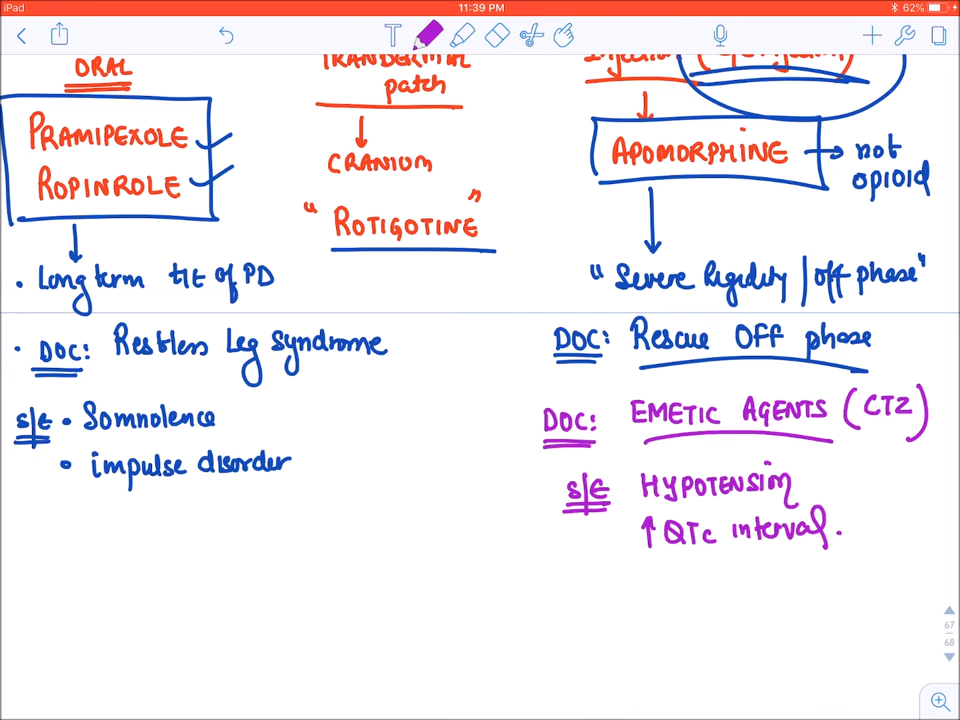 iPad
11:39 PM
62%
T
ORAL
TRANDERMAL
patch
PRAMIPEXOLE
ROPINROLE
CRANIUM
" ROTIGOTINE "
APOMORPHINE → not
opioid
• Long term ttt of PD
"Severe Rigidity / off phase"
• DOC: Restless Leg Syndrome
DOC: Rescue Off phase
S/E • Somnolence
• impulse disorder
DOC: EMETIC AGENTS (CTZ)
S/E HYPOTENSION
↑ QTc interval.
67
68